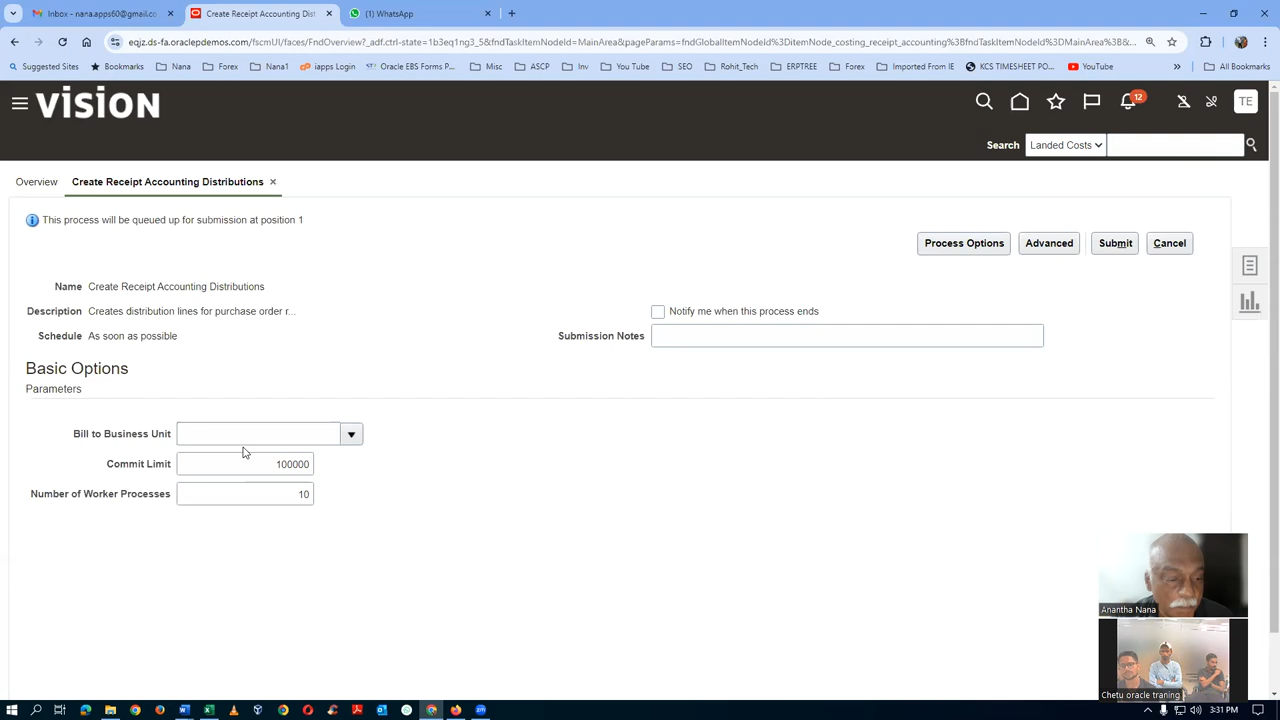 Inbox - nana.apps60@gmail.co
Create Receipt Accounting Dist
(1) WhatsApp
eqjz.ds-fa.oraclepdemos.com/fscmUI/faces/FndOverview?_adf.ctrl-state=1b3eq1ng3_5&fndTaskItemNodeId=MainArea&pageParams=fndGlobalItemNodeId%3DitemNode_costing_receipt_accounting%3BfndTaskItemNodeId%3DMainArea%3B&...
Suggested Sites
Bookmarks
Nana
Forex
Nana1
iapps Login
Oracle EBS Forms P...
Misc
ASCP
Inv
You Tube
SEO
Rohit_Tech
ERPTREE
Forex
Imported From IE
KCS TIMESHEET PO...
YouTube
»
All Bookmarks
VISION
12
TE
Search
Landed Costs
Overview
Create Receipt Accounting Distributions ×
This process will be queued up for submission at position 1
Process Options
Advanced
Submit
Cancel
Name Create Receipt Accounting Distributions
Description Creates distribution lines for purchase order r...
Notify me when this process ends
Schedule As soon as possible
Submission Notes
Basic Options
Parameters
Bill to Business Unit
Commit Limit 100000
Number of Worker Processes 10
Anantha Nana
Chetu oracle traning
3:31 PM